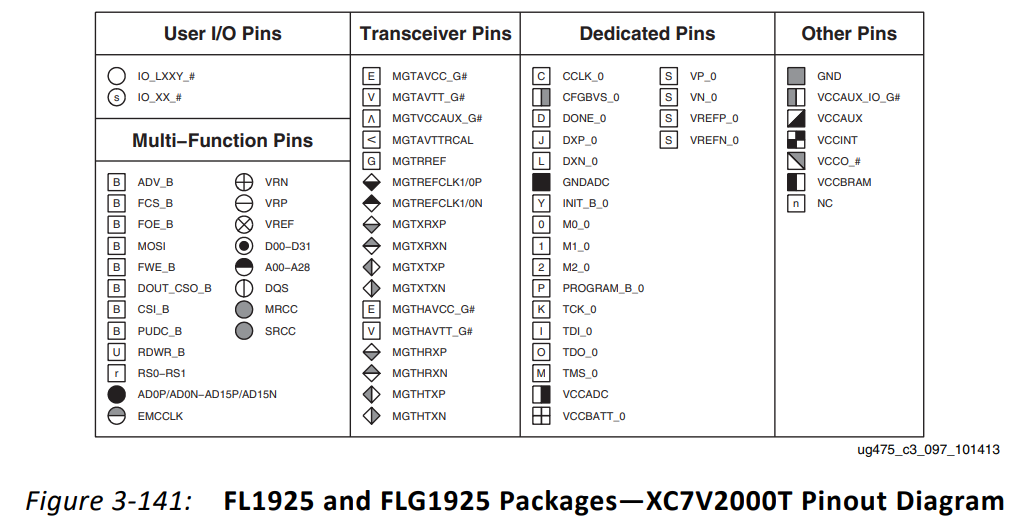 User I/O Pins
IO_LXXY_#
s IO_XX_#
Multi–Function Pins
B ADV_B
B FCS_B
B FOE_B
B MOSI
B FWE_B
B DOUT_CSO_B
B CSI_B
B PUDC_B
U RDWR_B
r RS0–RS1
AD0P/AD0N–AD15P/AD15N
EMCCLK
VRN
VRP
VREF
D00–D31
A00–A28
DQS
MRCC
SRCC
Transceiver Pins
E MGTAVCC_G#
V MGTAVTT_G#
V MGTVCCAUX_G#
V MGTAVTTRCAL
G MGTRREF
MGTREFCLK1/0P
MGTREFCLK1/0N
MGTXRXP
MGTXRXN
MGTXTXP
MGTXTXN
E MGTHAVCC_G#
V MGTHAVTT_G#
MGTHRXP
MGTHRXN
MGTHTXP
MGTHTXN
Dedicated Pins
C CCLK_0
CFGBVS_0
D DONE_0
J DXP_0
L DXN_0
GNDADC
Y INIT_B_0
0 M0_0
1 M1_0
2 M2_0
P PROGRAM_B_0
K TCK_0
I TDI_0
O TDO_0
M TMS_0
VCCADC
VCCBATT_0
S VP_0
S VN_0
S VREFP_0
S VREFN_0
Other Pins
GND
VCCAUX_IO_G#
VCCAUX
VCCINT
VCCO_#
VCCBRAM
n NC
ug475_c3_097_101413
Figure 3-141: FL1925 and FLG1925 Packages—XC7V2000T Pinout Diagram